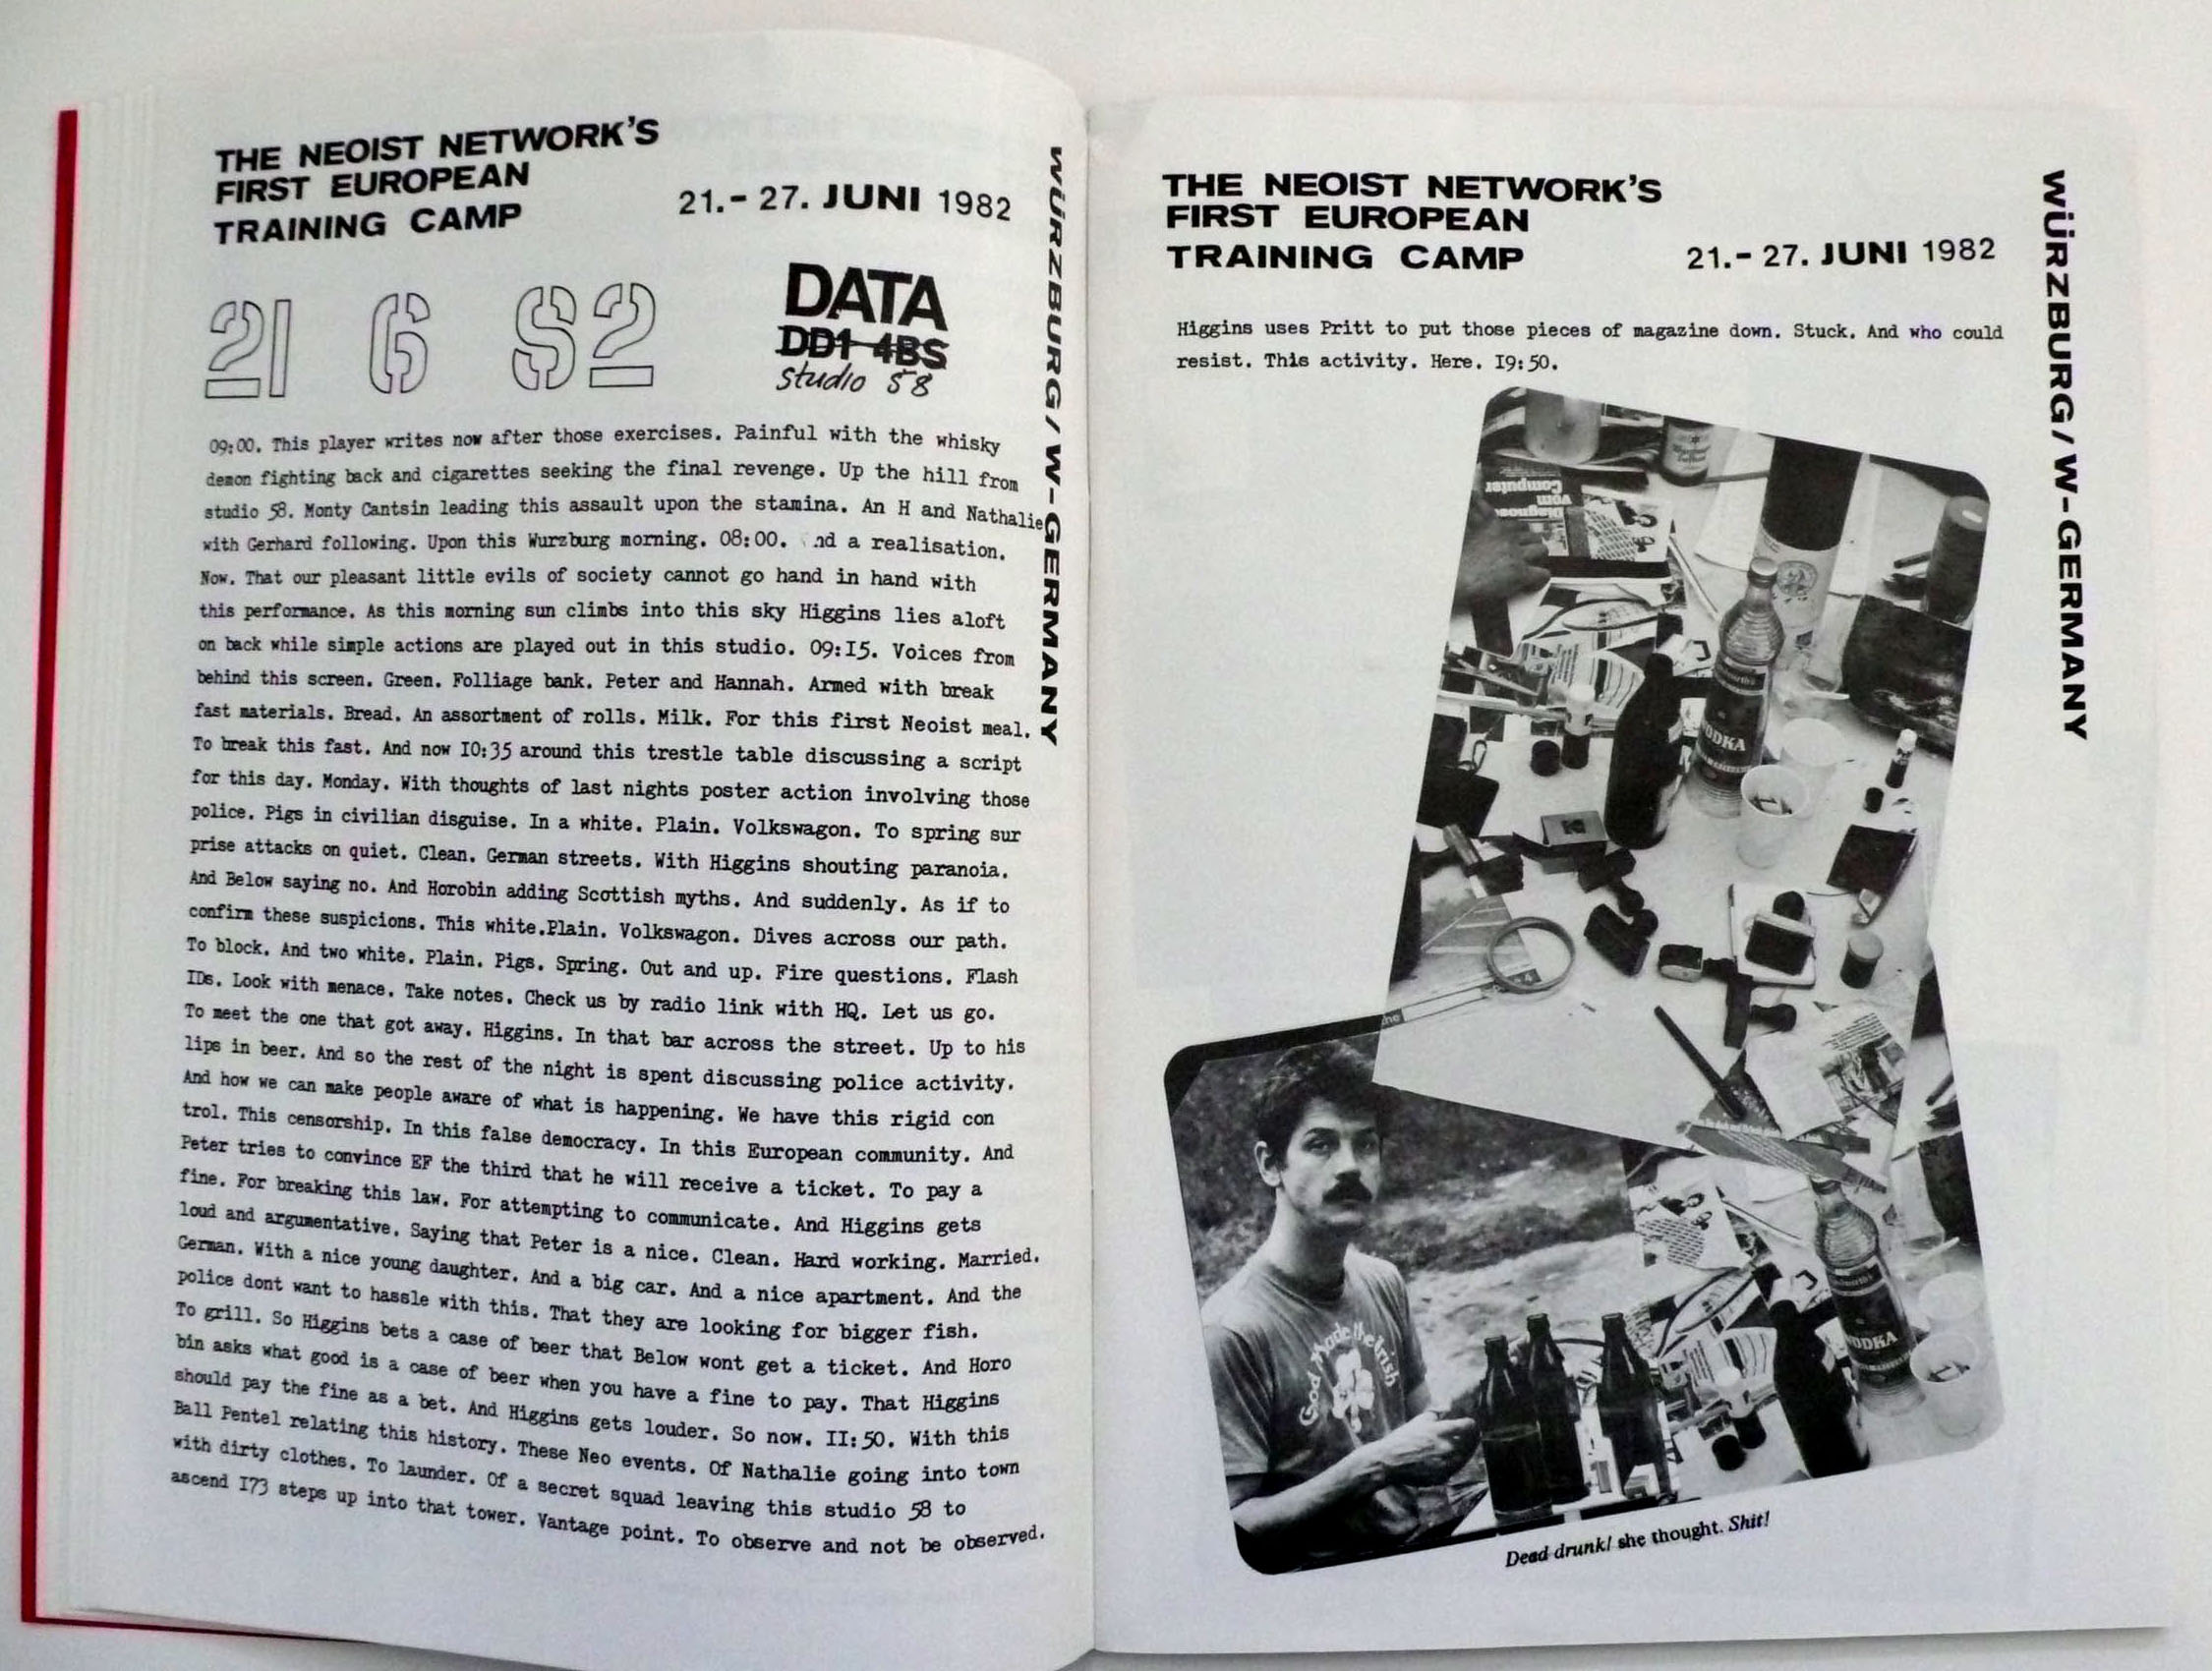 THE NEOIST NETWORK'S
FIRST EUROPEAN
TRAINING CAMP
21.- 27. JUNI 1982
WÜRZBURG/W-GERMANY
21 6 82
DATA
DD1 4BS
studio 58
09:00. This player writes now after those exercises. Painful with the whisky
demon fighting back and cigarettes seeking the final revenge. Up the hill from
studio 58. Monty Cantsin leading this assault upon the stamina. An H and Nathalie
with Gerhard following. Upon this Wurzburg morning. 08:00. nd a realisation.
Now. That our pleasant little evils of society cannot go hand in hand with
this performance. As this morning sun climbs into this sky Higgins lies aloft
on back while simple actions are played out in this studio. 09:I5. Voices from
behind this screen. Green. Folliage bank. Peter and Hannah. Armed with break
fast materials. Bread. An assortment of rolls. Milk. For this first Neoist meal.
To break this fast. And now I0:35 around this trestle table discussing a script
for this day. Monday. With thoughts of last nights poster action involving those
police. Pigs in civilian disguise. In a white. Plain. Volkswagon. To spring sur
prise attacks on quiet. Clean. German streets. With Higgins shouting paranoia.
And Below saying no. And Horobin adding Scottish myths. And suddenly. As if to
confirm these suspicions. This white.Plain. Volkswagon. Dives across our path.
To block. And two white. Plain. Pigs. Spring. Out and up. Fire questions. Flash
IDs. Look with menace. Take notes. Check us by radio link with HQ. Let us go.
To meet the one that got away. Higgins. In that bar across the street. Up to his
lips in beer. And so the rest of the night is spent discussing police activity.
And how we can make people aware of what is happening. We have this rigid con
trol. This censorship. In this false democracy. In this European community. And
Peter tries to convince EF the third that he will receive a ticket. To pay a
fine. For breaking this law. For attempting to communicate. And Higgins gets
loud and argumentative. Saying that Peter is a nice. Clean. Hard working. Married.
German. With a nice young daughter. And a big car. And a nice apartment. And the
police dont want to hassle with this. That they are looking for bigger fish.
To grill. So Higgins bets a case of beer that Below wont get a ticket. And Horo
bin asks what good is a case of beer when you have a fine to pay. That Higgins
should pay the fine as a bet. And Higgins gets louder. So now. II:50. With this
Ball Pentel relating this history. These Neo events. Of Nathalie going into town
with dirty clothes. To launder. Of a secret squad leaving this studio 58 to
ascend I73 steps up into that tower. Vantage point. To observe and not be observed.
THE NEOIST NETWORK'S
FIRST EUROPEAN
TRAINING CAMP
21.- 27. JUNI 1982
WÜRZBURG/W-GERMANY
Higgins uses Pritt to put those pieces of magazine down. Stuck. And who could
resist. This activity. Here. I9:50.
Diagnose
vom
Computer
VODKA
the
God Made the Irish
VODKA
Dead drunk! she thought. Shit!